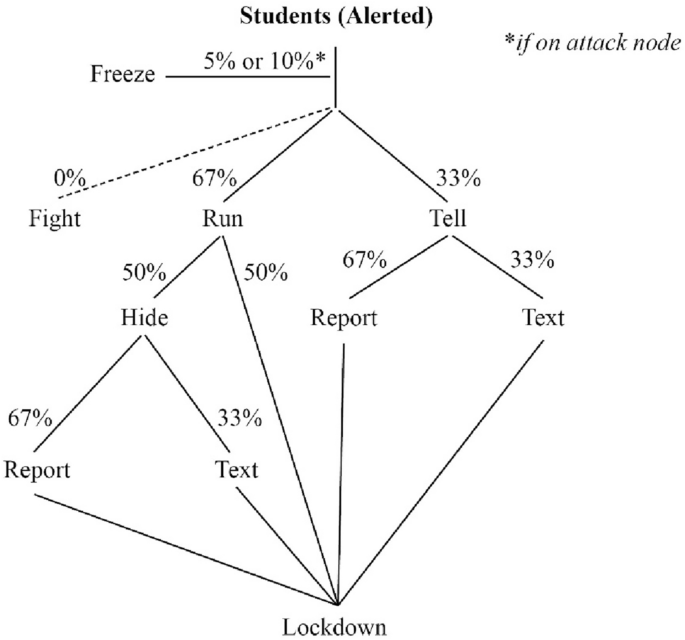 Students (Alerted)
*if on attack node
5% or 10%*
Freeze
0%
67%
33%
Fight
Run
Tell
50%
50%
67%
33%
Hide
Report
Text
67%
33%
Report
Text
Lockdown